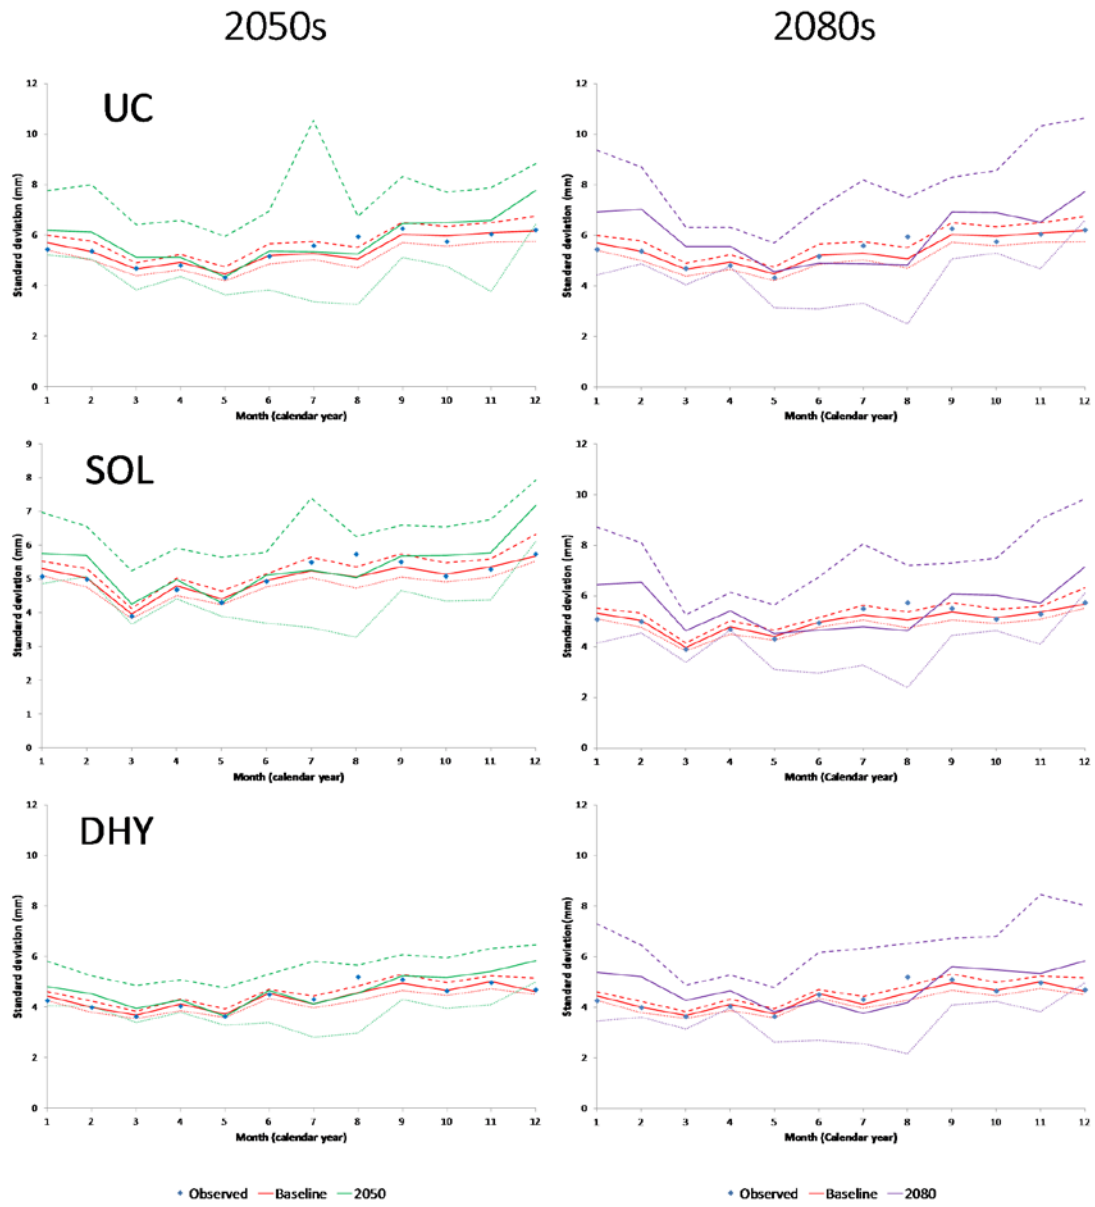 2050s 2080s
UC
Standard deviation (mm)
12
10
8
6
4
2
0
1 2 3 4 5 6 7 8 9 10 11 12
Month (calendar year)
Standard deviation (mm)
12
10
8
6
4
2
0
1 2 3 4 5 6 7 8 9 10 11 12
Month (Calendar year)
SOL
Standard deviation (mm)
9
8
7
6
5
4
3
2
1
0
1 2 3 4 5 6 7 8 9 10 11 12
Month (calendar year)
Standard deviation (mm)
12
10
8
6
4
2
0
1 2 3 4 5 6 7 8 9 10 11 12
Month (Calendar year)
DHY
Standard deviation (mm)
12
10
8
6
4
2
0
1 2 3 4 5 6 7 8 9 10 11 12
Month (calendar year)
Standard deviation(mm)
12
10
8
6
4
2
0
1 2 3 4 5 6 7 8 9 10 11 12
Month (Calendar year)
Observed Baseline 2050
Observed Baseline 2080